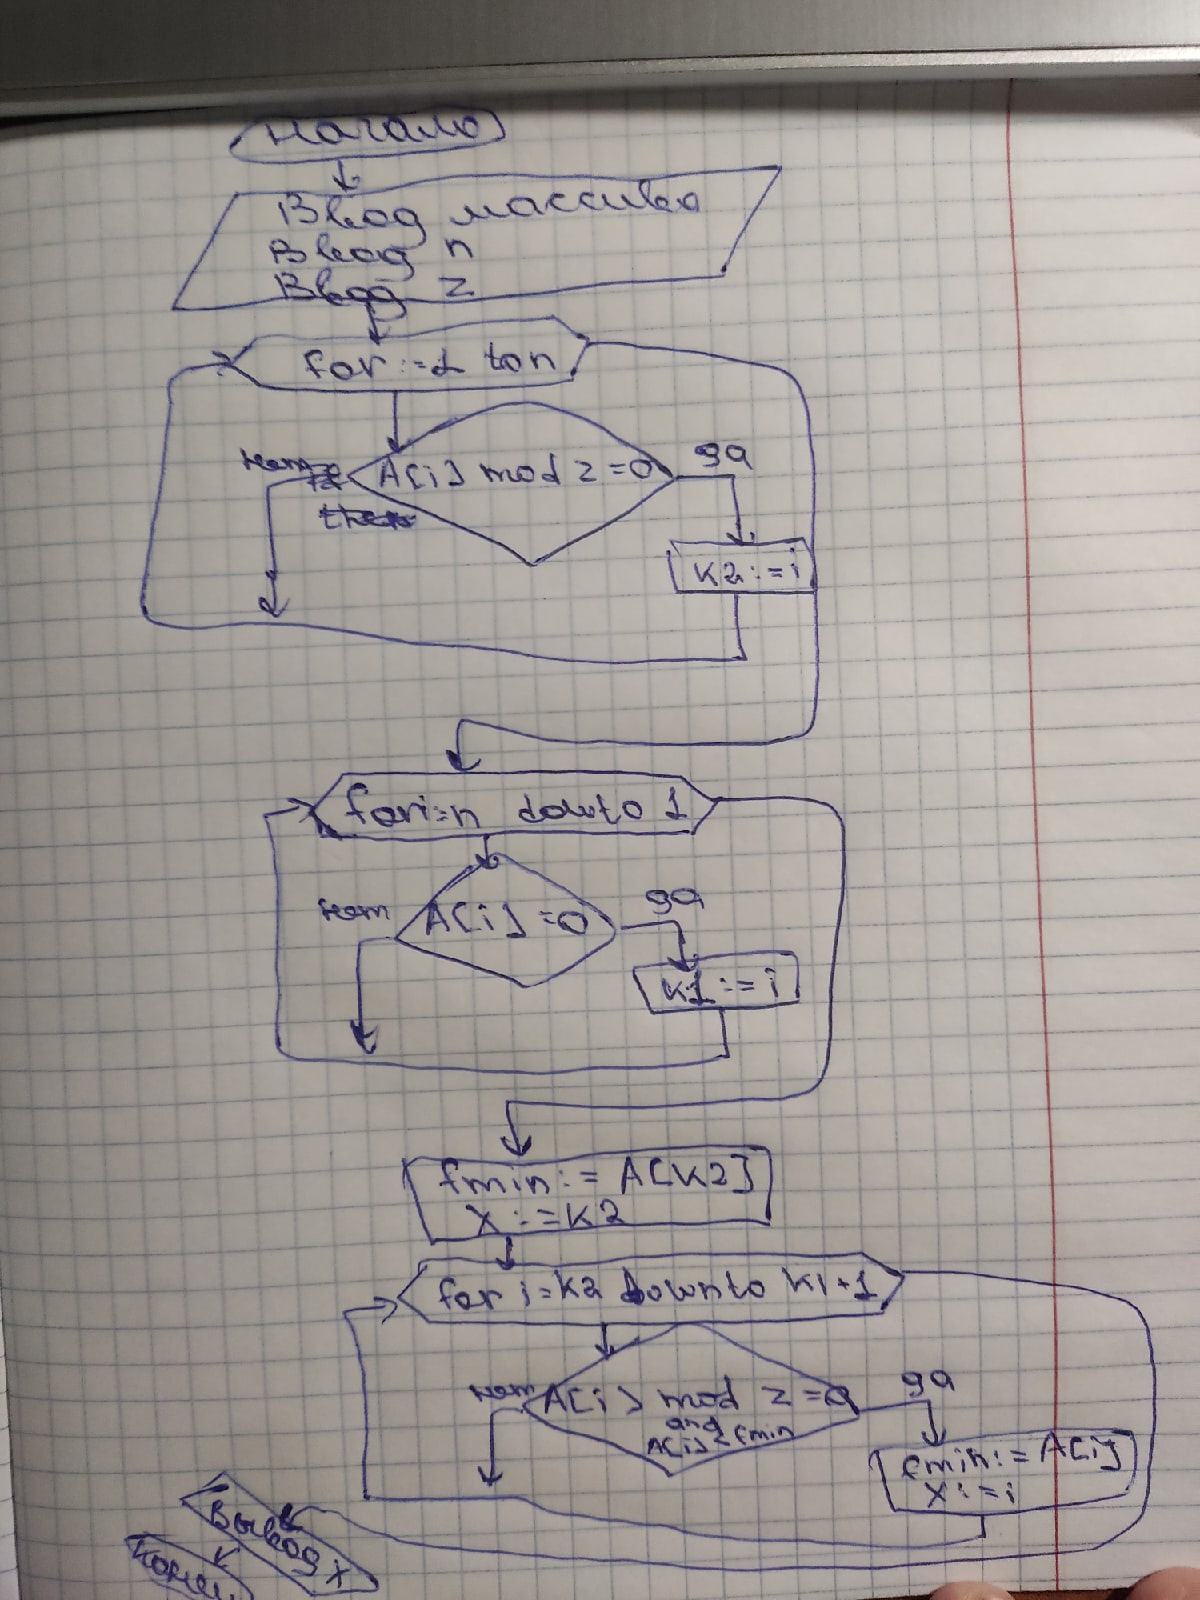 Начало
Ввод массива
Ввод n
Ввод z
for :=1 to n
A[i] mod z =0
нет
да
k2:=i
for i=n dowto 1
A[i]=0
нет
да
k1:=i
fmin:= A[k2]
x:=k2
for i=k2 downto k1+1
A[i] mod z=0
and
A[i]<fmin
нет
да
fmin:= A[i]
x:=i
Вывод x
Конец